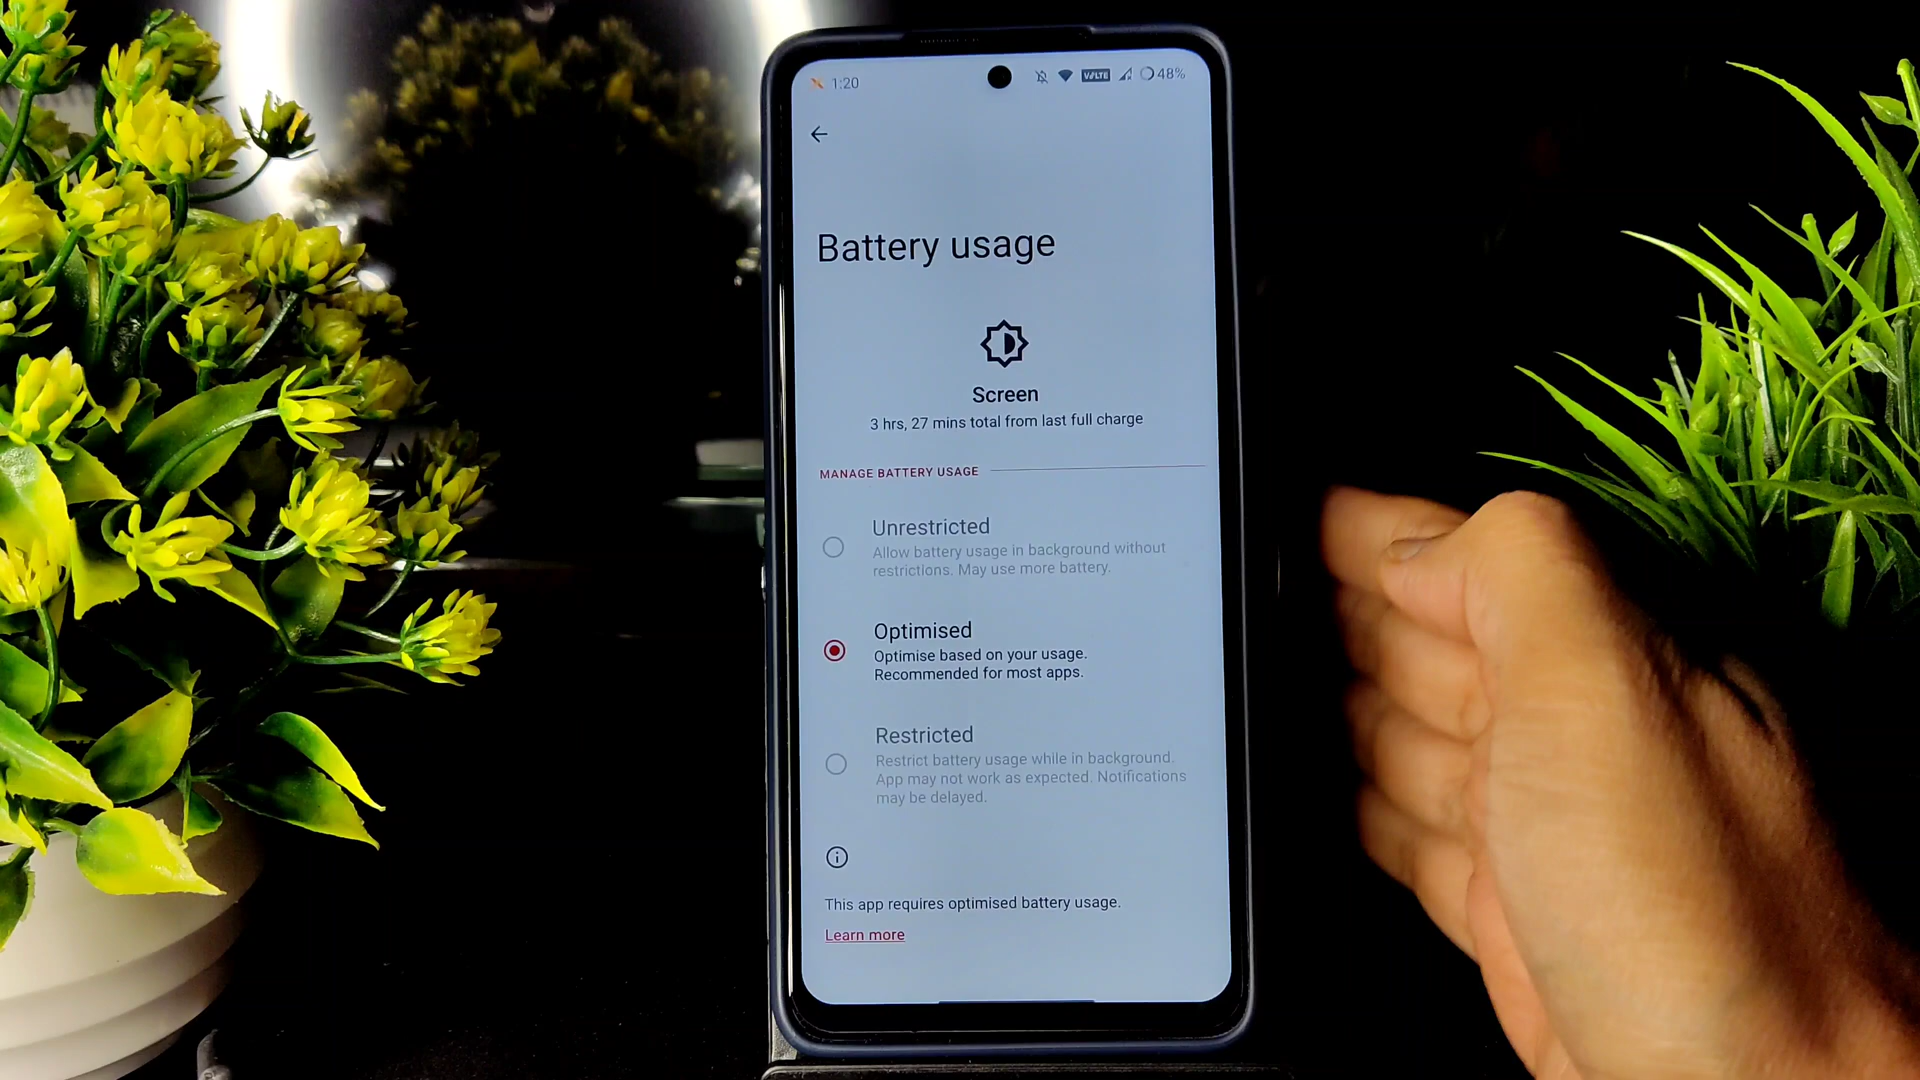 1:20
VoLTE
48%
Battery usage
Screen
3 hrs, 27 mins total from last full charge
MANAGE BATTERY USAGE
Unrestricted
Allow battery usage in background without
restrictions. May use more battery.
Optimised
Optimise based on your usage.
Recommended for most apps.
Restricted
Restrict battery usage while in background.
App may not work as expected. Notifications
may be delayed.
This app requires optimised battery usage.
Learn more